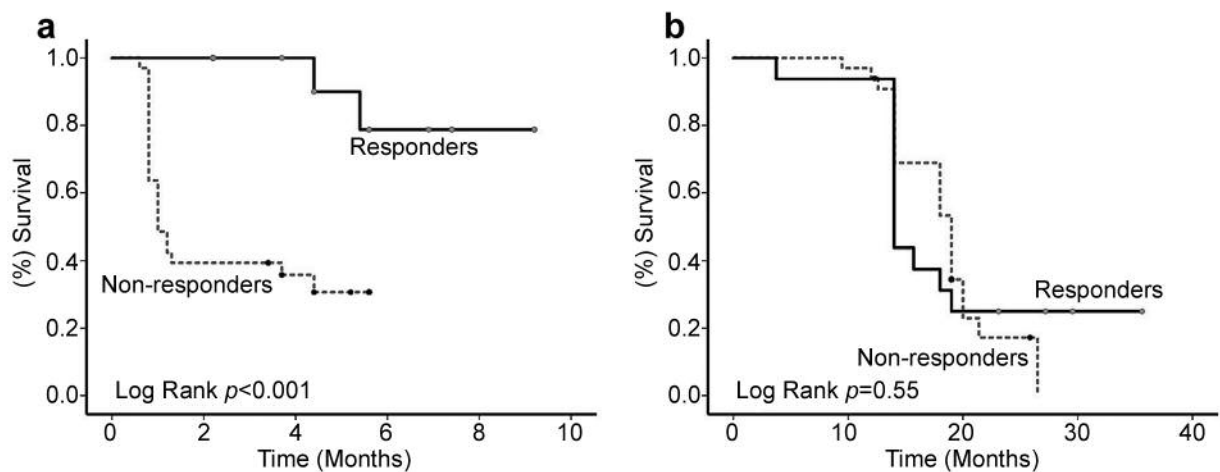 a
1.0
0.8
0.6
0.4
0.2
0.0
(%) Survival
Responders
Non-responders
Log Rank p<0.001
0 2 4 6 8 10
Time (Months)
b
1.0
0.8
0.6
0.4
0.2
0.0
(%) Survival
Responders
Non-responders
Log Rank p=0.55
0 10 20 30 40
Time (Months)